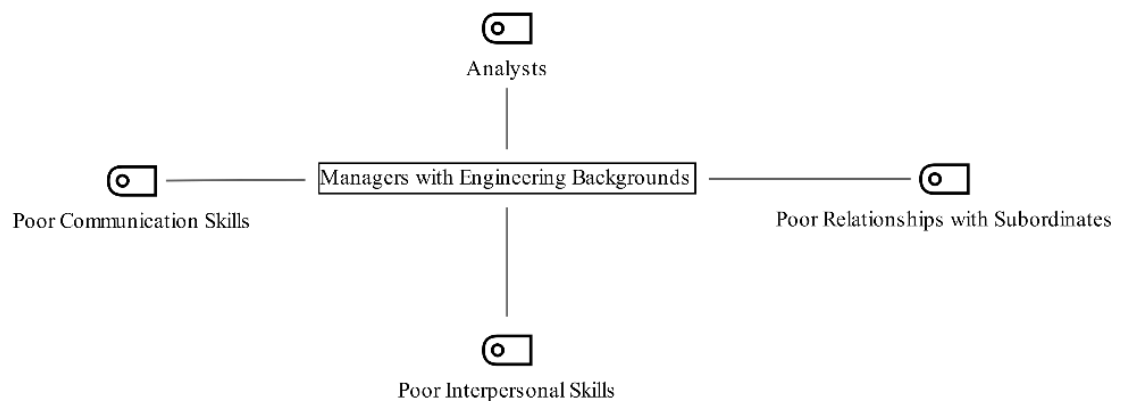 Analysts
Managers with Engineering Backgrounds
Poor Communication Skills
Poor Relationships with Subordinates
Poor Interpersonal Skills